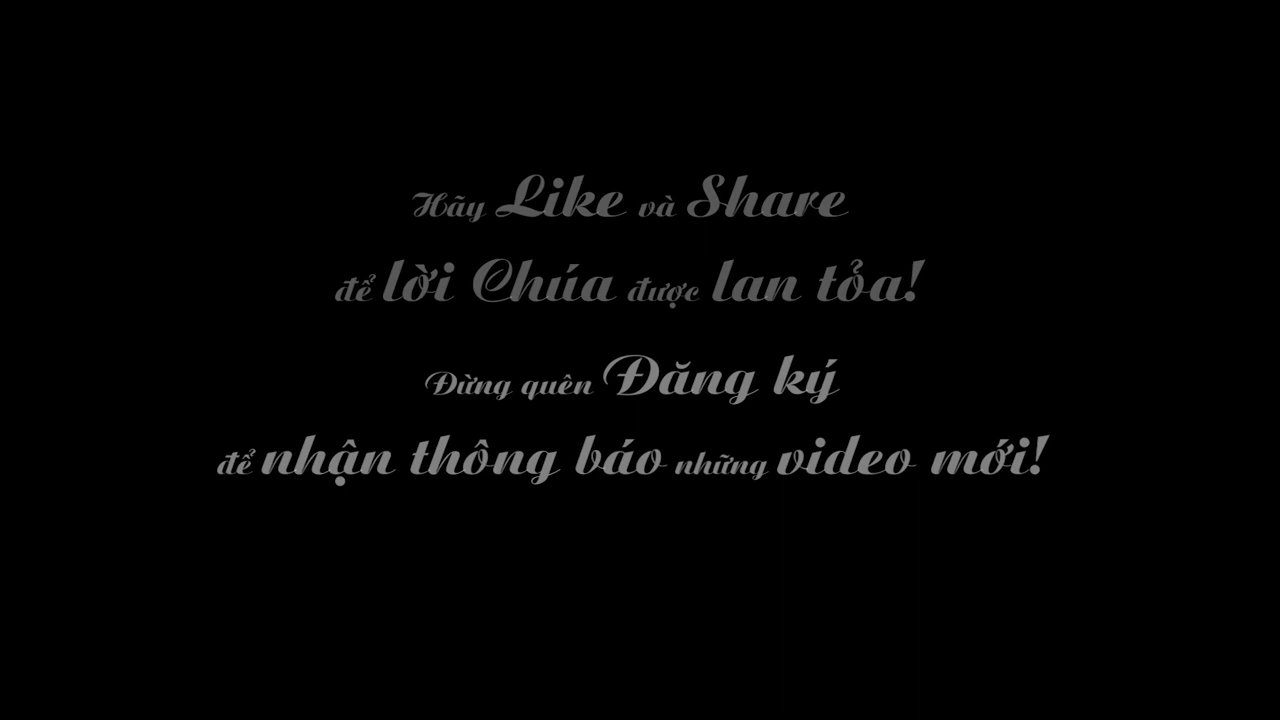 Hãy Like và Share
để lời Chúa được lan tỏa!
Đừng quên Đăng ký
để nhận thông báo những video mới!